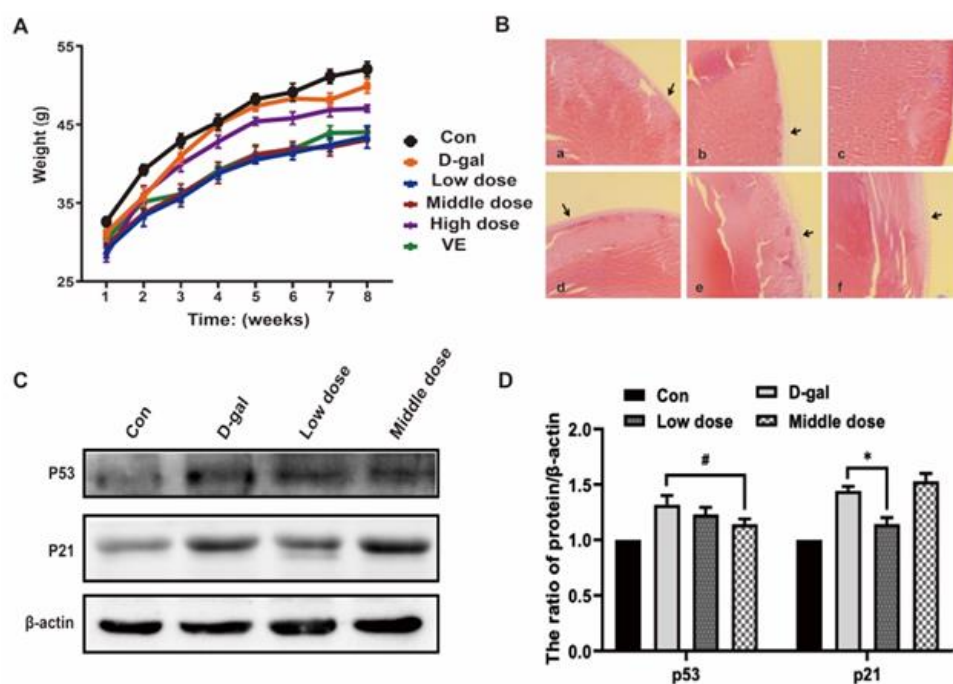 A
Weight (g)
55
45
35
25
1 2 3 4 5 6 7 8
Time: (weeks)
Con
D-gal
Low dose
Middle dose
High dose
VE
B
a
b
c
d
e
f
C
Con
D-gal
Low dose
Middle dose
P53
P21
β-actin
D
Con
D-gal
Low dose
Middle dose
The ratio of protein/β-actin
2.0
1.5
1.0
0.5
0.0
#
*
p53
p21